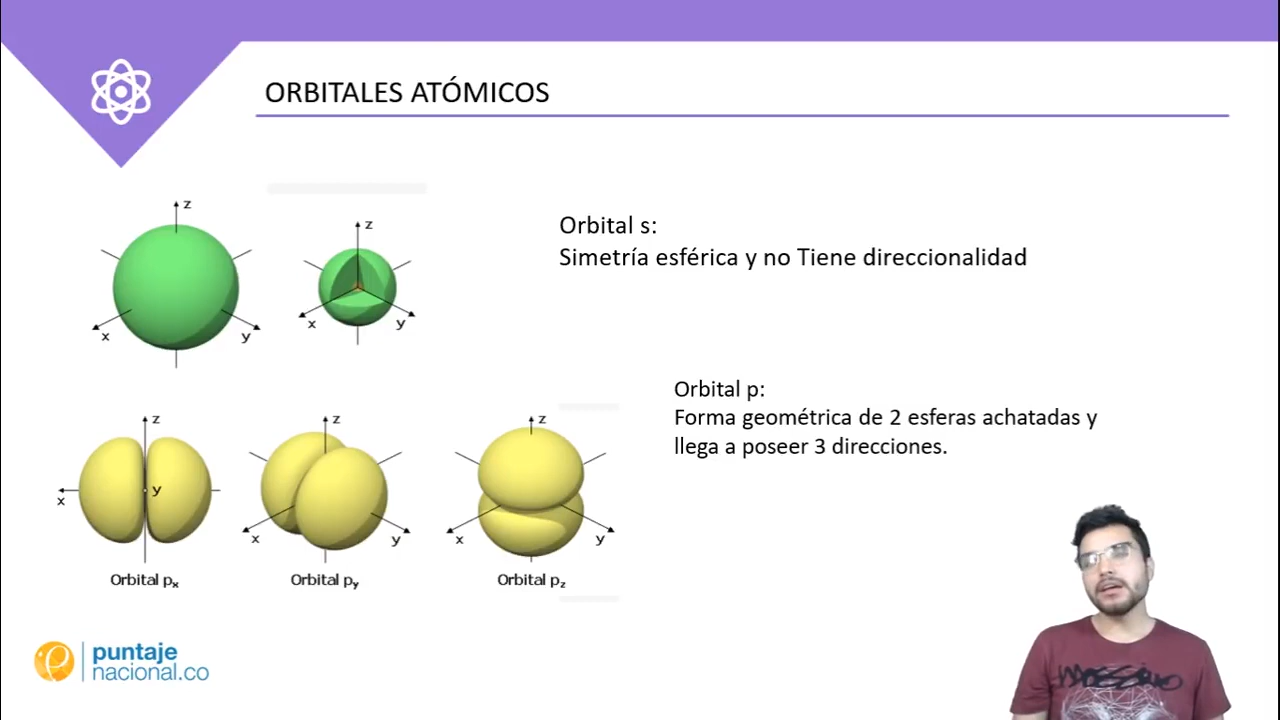 ORBITALES ATÓMICOS
z
x
y
z
x
y
Orbital s:
Simetría esférica y no Tiene direccionalidad
Orbital p:
Forma geométrica de 2 esferas achatadas y
llega a poseer 3 direcciones.
z
x
y
Orbital px
z
x
y
Orbital py
z
x
y
Orbital pz
puntaje
nacional.co